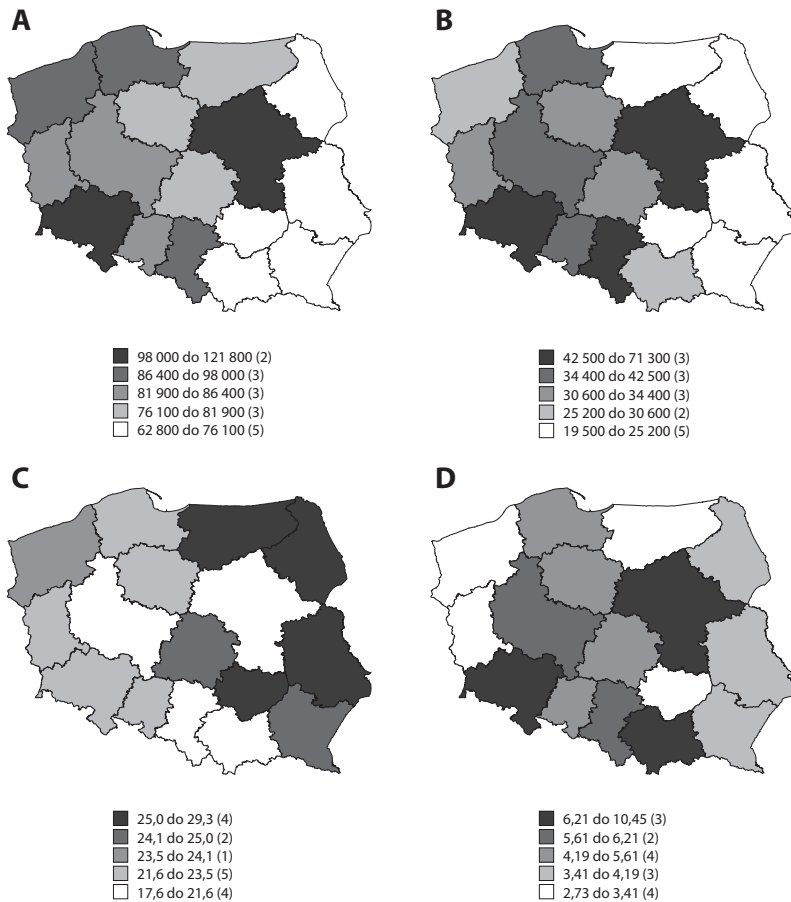 A
98 000 do 121 800 (2)
86 400 do 98 000 (3)
81 900 do 86 400 (3)
76 100 do 81 900 (3)
62 800 do 76 100 (5)
B
42 500 do 71 300 (3)
34 400 do 42 500 (3)
30 600 do 34 400 (3)
25 200 do 30 600 (2)
19 500 do 25 200 (5)
C
25,0 do 29,3 (4)
24,1 do 25,0 (2)
23,5 do 24,1 (1)
21,6 do 23,5 (5)
17,6 do 21,6 (4)
D
6,21 do 10,45 (3)
5,61 do 6,21 (2)
4,19 do 5,61 (4)
3,41 do 4,19 (3)
2,73 do 3,41 (4)